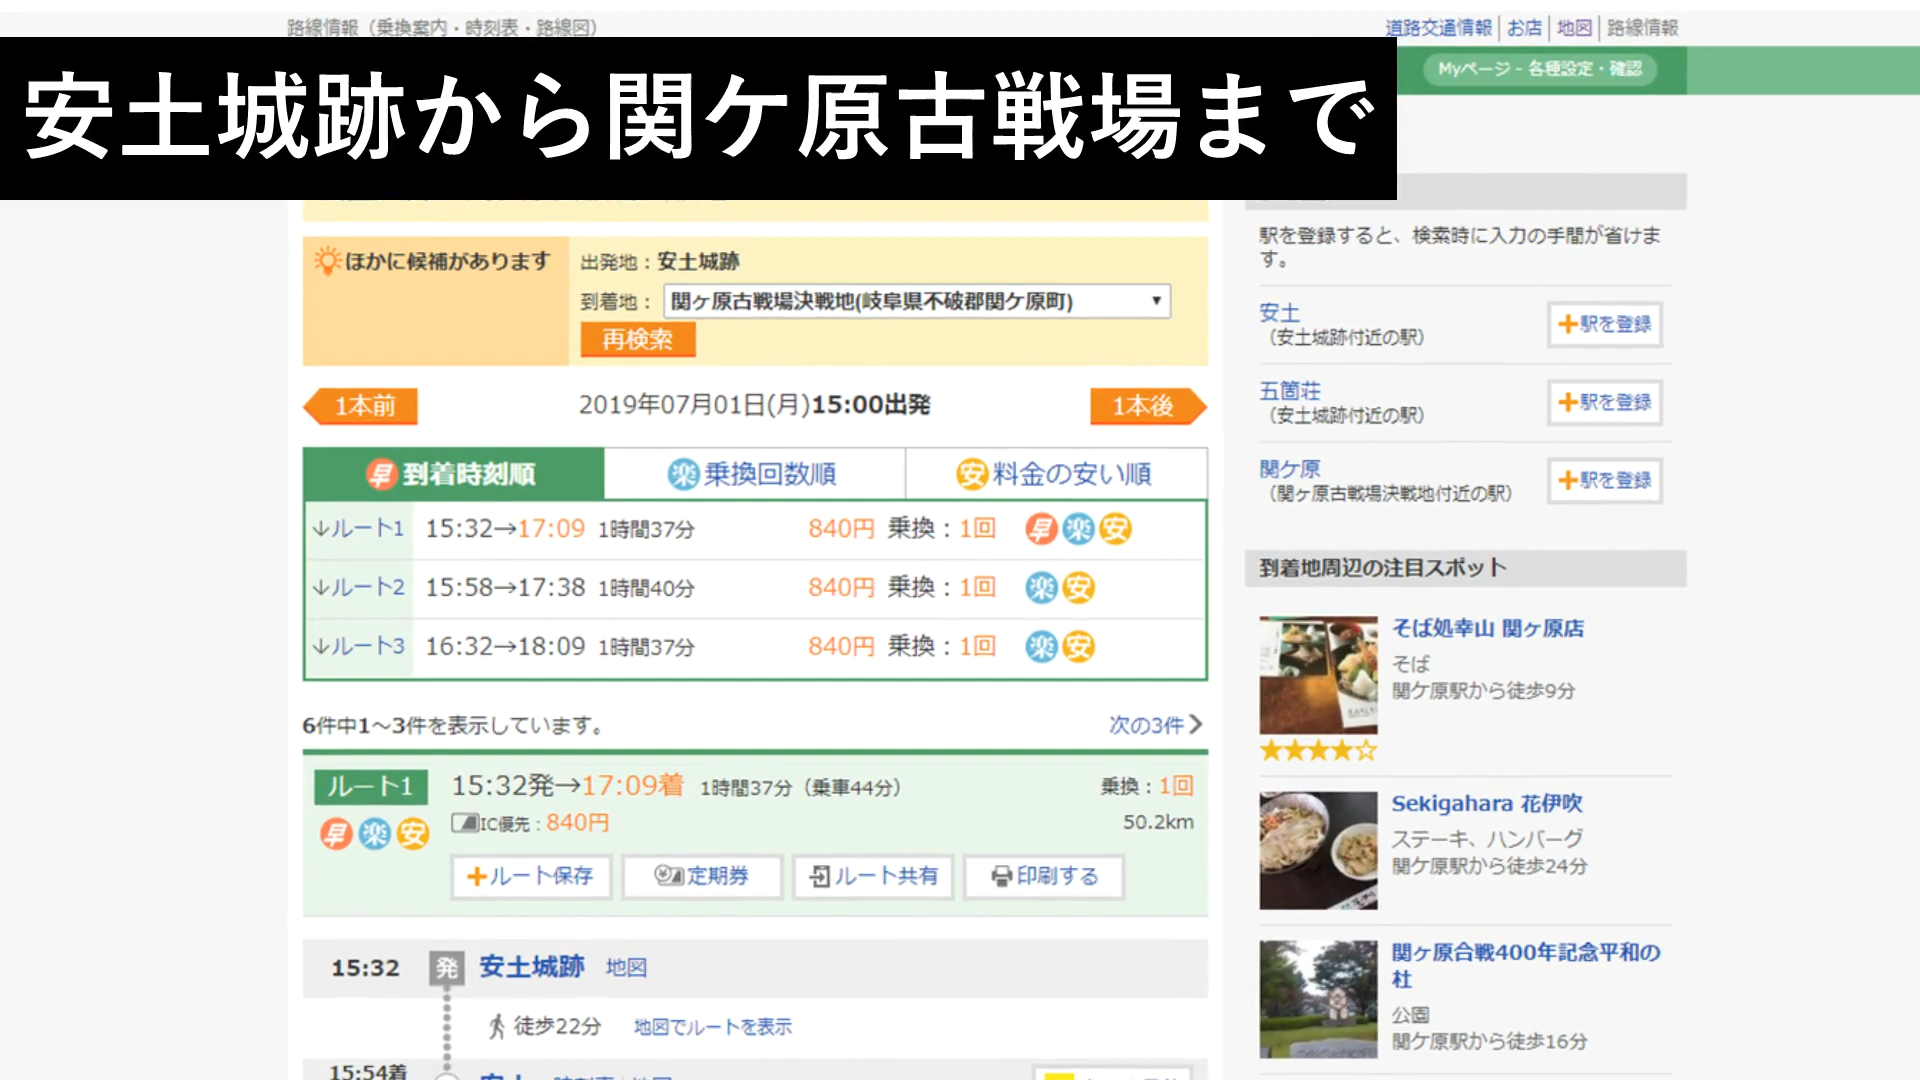 路線情報（乗換案内・時刻表・路線図）
道路交通情報 お店 地図 路線情報
Myページ - 各種設定・確認
安土城跡から関ケ原古戦場まで
ほかに候補があります
出発地：安土城跡
到着地： 関ヶ原古戦場決戦地(岐阜県不破郡関ケ原町) ▼
再検索
1本前
2019年07月01日(月)15:00出発
1本後
早 到着時刻順
楽 乗換回数順
安 料金の安い順
↓ルート1 15:32→17:09 1時間37分 840円 乗換：1回 早 楽 安
↓ルート2 15:58→17:38 1時間40分 840円 乗換：1回 楽 安
↓ルート3 16:32→18:09 1時間37分 840円 乗換：1回 楽 安
6件中1～3件を表示しています。
次の3件
ルート1 15:32発→17:09着 1時間37分（乗車44分） 乗換：1回
早 楽 安 IC優先：840円 50.2km
+ルート保存 定期券 ルート共有 印刷する
15:32 発 安土城跡 地図
徒歩22分 地図でルートを表示
15:54着
駅を登録すると、検索時に入力の手間が省けま
す。
安土
（安土城跡付近の駅）
+駅を登録
五箇荘
（安土城跡付近の駅）
+駅を登録
関ケ原
（関ヶ原古戦場決戦地付近の駅）
+駅を登録
到着地周辺の注目スポット
そば処幸山 関ヶ原店
そば
関ケ原駅から徒歩9分
★★★★☆
Sekigahara 花伊吹
ステーキ、ハンバーグ
関ケ原駅から徒歩24分
関ヶ原合戦400年記念平和の
杜
公園
関ケ原駅から徒歩16分